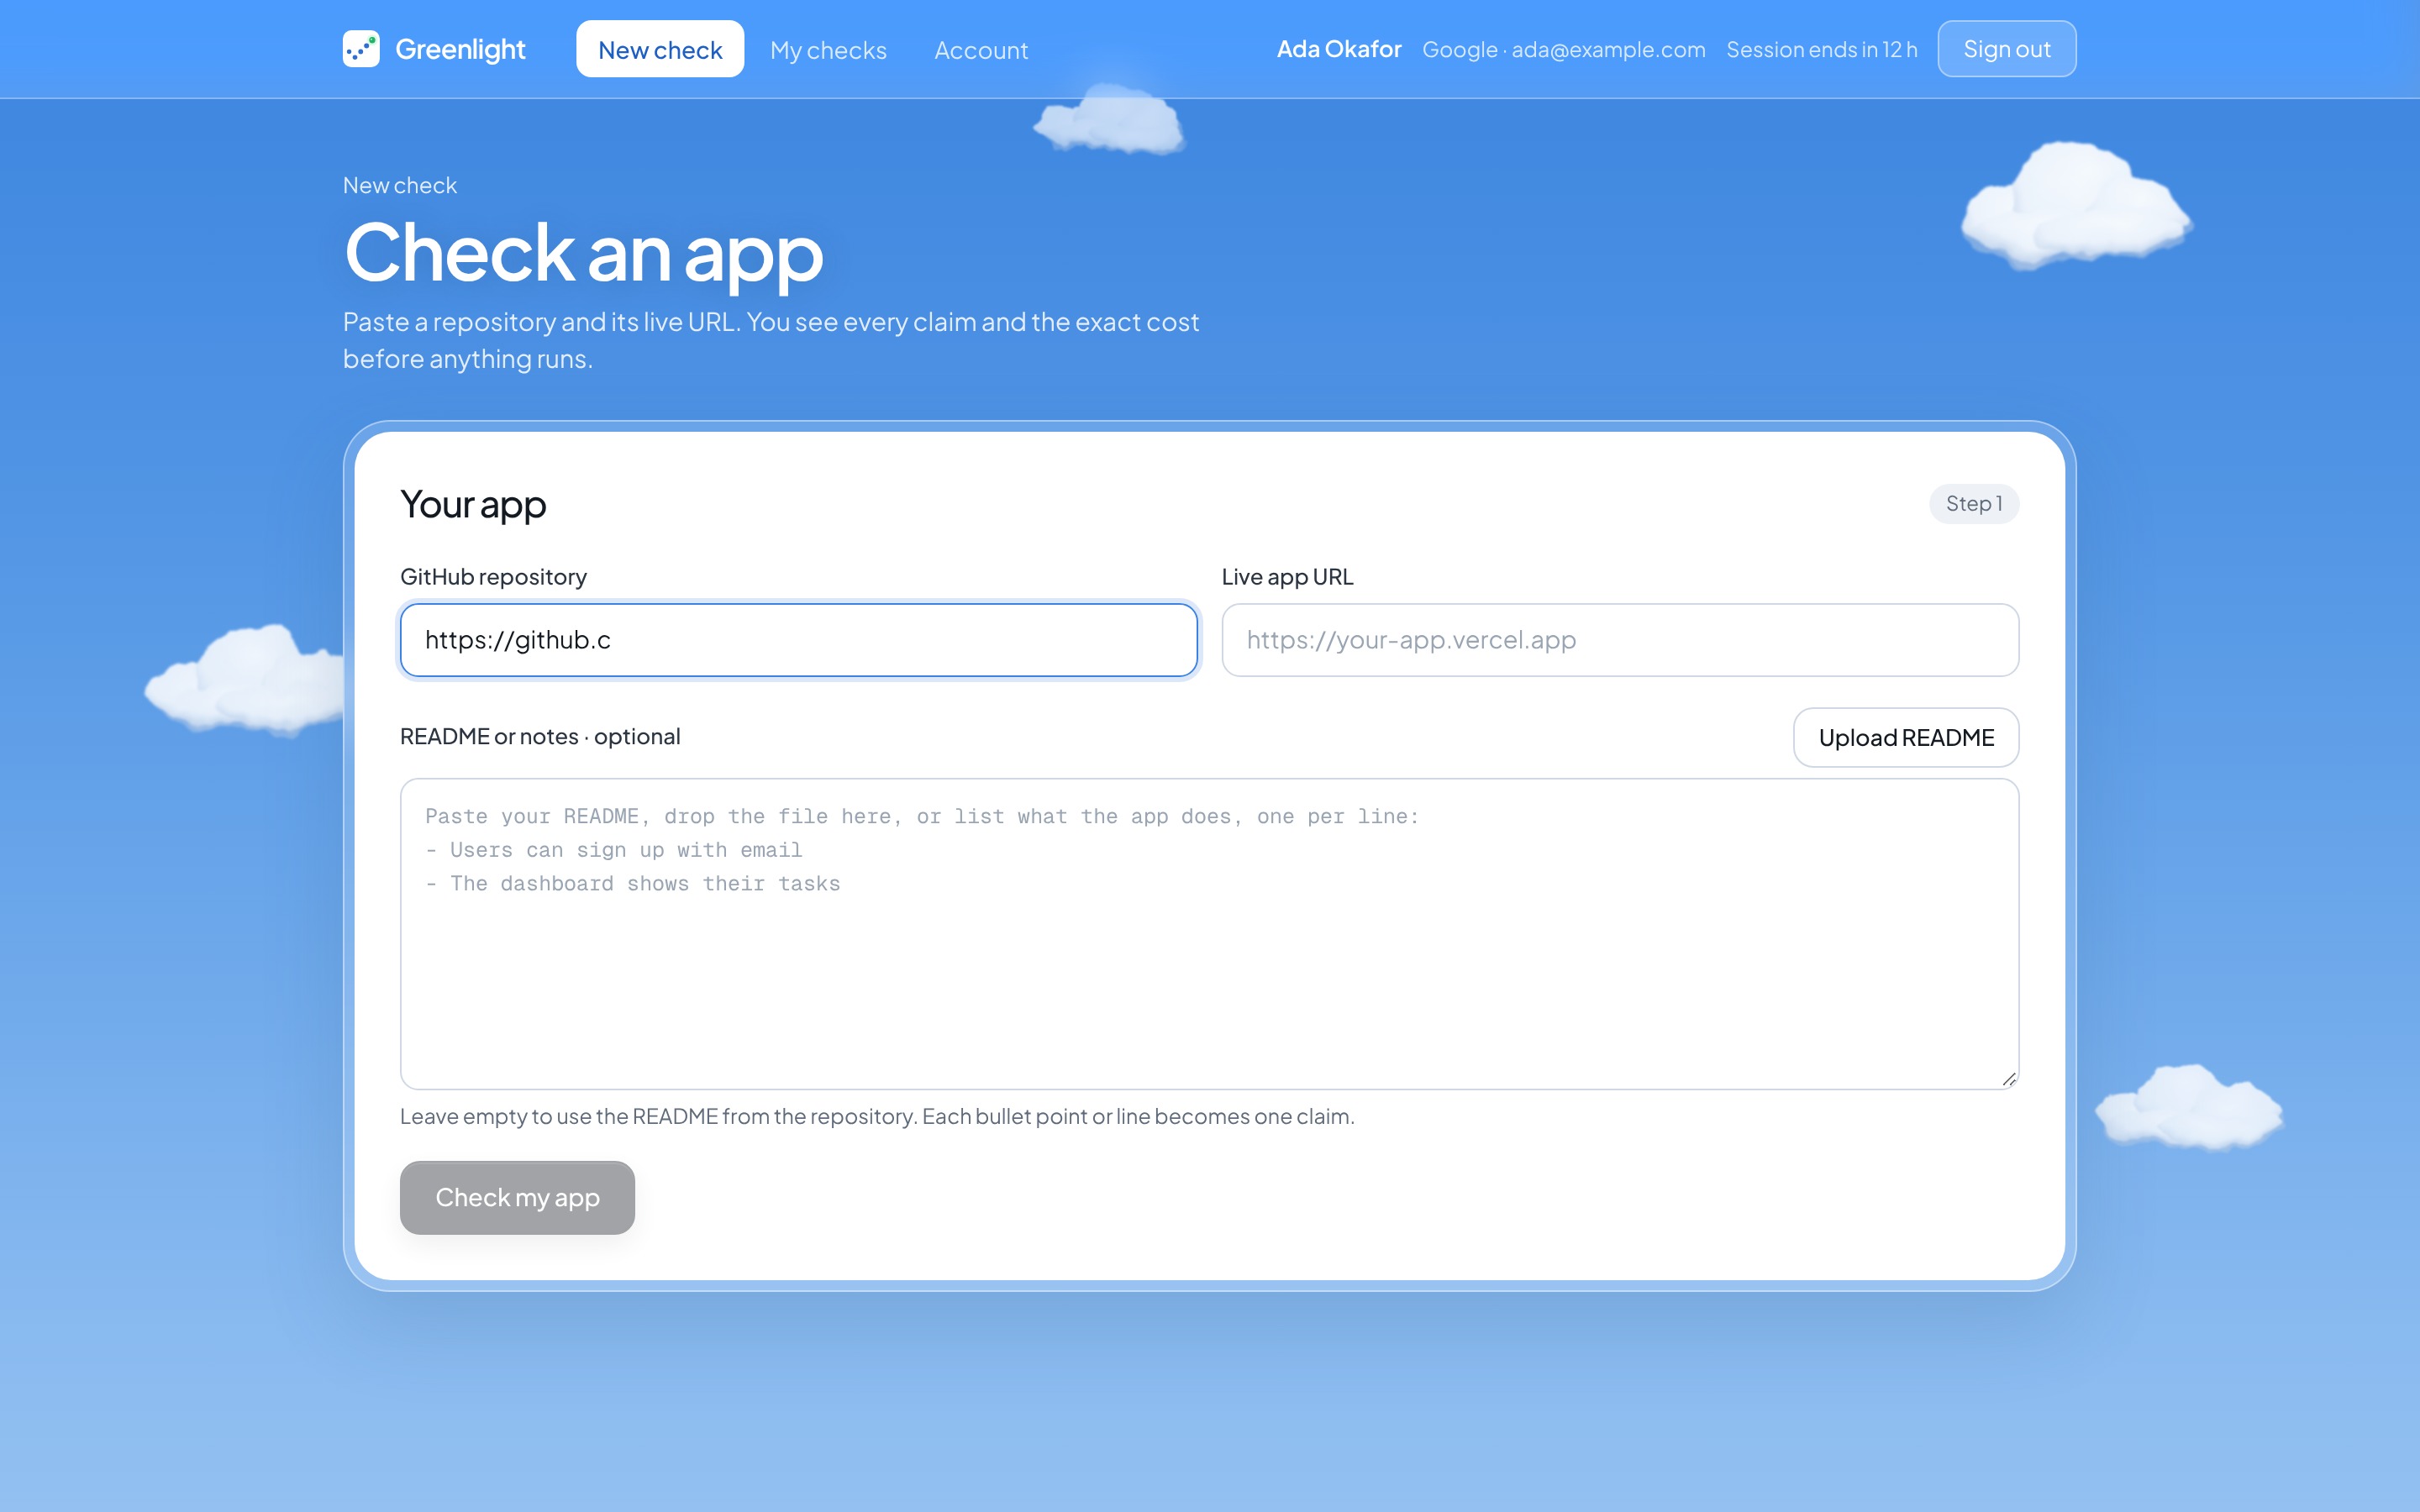 Greenlight
New check
My checks
Account
Ada Okafor
Google · ada@example.com
Session ends in 12 h
Sign out
New check
Check an app
Paste a repository and its live URL. You see every claim and the exact cost
before anything runs.
Your app
Step 1
GitHub repository
Live app URL
https://github.c
https://your-app.vercel.app
README or notes · optional
Upload README
Paste your README, drop the file here, or list what the app does, one per line:
- Users can sign up with email
- The dashboard shows their tasks
Leave empty to use the README from the repository. Each bullet point or line becomes one claim.
Check my app